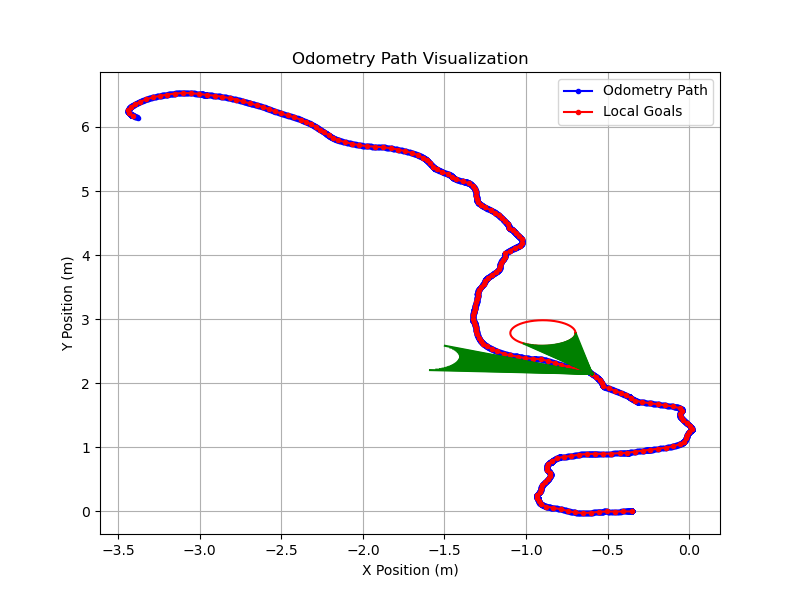 Odometry Path Visualization
Odometry Path
Local Goals
Y Position (m)
6
5
4
3
2
1
0
−3.5 −3.0 −2.5 −2.0 −1.5 −1.0 −0.5 0.0
X Position (m)